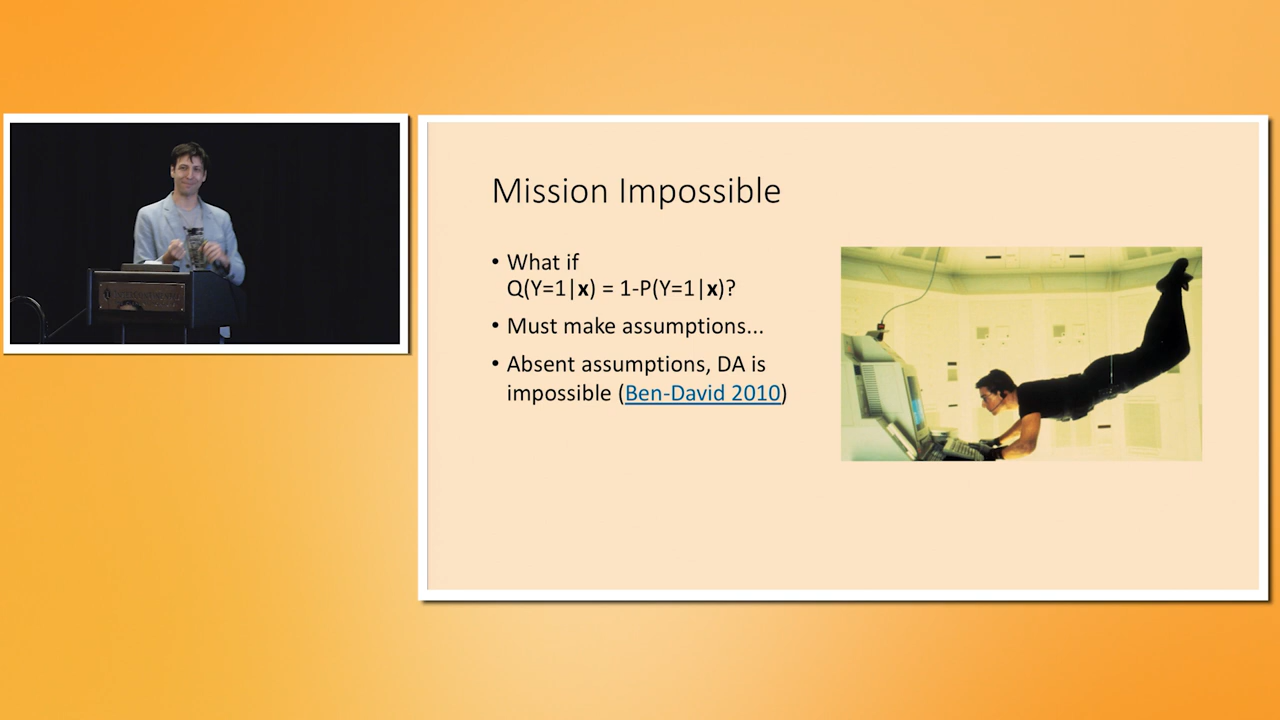 Mission Impossible
• What if
Q(Y=1|x) = 1-P(Y=1|x)?
• Must make assumptions...
• Absent assumptions, DA is
impossible (Ben-David 2010)